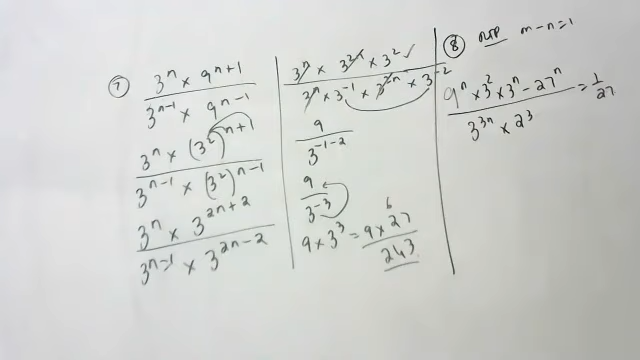 ⑦ 3^n × 9^(n+1) / 3^(n-1) × 9^(n-1)
3^n × (3^2)^(n+1) / 3^(n-1) × (3^2)^(n-1)
3^n × 3^(2n+2) / 3^(n-1) × 3^(2n-2)
3^n × 3^(2n) × 3^2 ✓ / 3^n × 3^(-1) × 3^(2n) × 3^(-2)
9 / 3^(-1-2)
9 / 3^(-3)
9 × 3^3 = 9 × 27
243
⑧ m - n = 1
9^n × 3^2 × 3^n - 27^n / 3^(3n) × 2^3 = 1/27